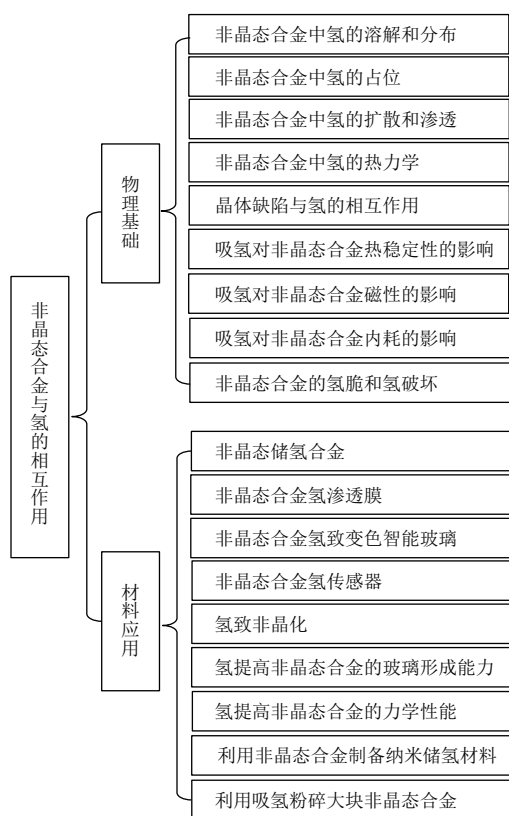 非晶态合金与氢的相互作用
物理基础
非晶态合金中氢的溶解和分布
非晶态合金中氢的占位
非晶态合金中氢的扩散和渗透
非晶态合金中氢的热力学
晶体缺陷与氢的相互作用
吸氢对非晶态合金热稳定性的影响
吸氢对非晶态合金磁性的影响
吸氢对非晶态合金内耗的影响
非晶态合金的氢脆和氢破坏
材料应用
非晶态储氢合金
非晶态合金氢渗透膜
非晶态合金氢致变色智能玻璃
非晶态合金氢传感器
氢致非晶化
氢提高非晶态合金的玻璃形成能力
氢提高非晶态合金的力学性能
利用非晶态合金制备纳米储氢材料
利用吸氢粉碎大块非晶态合金